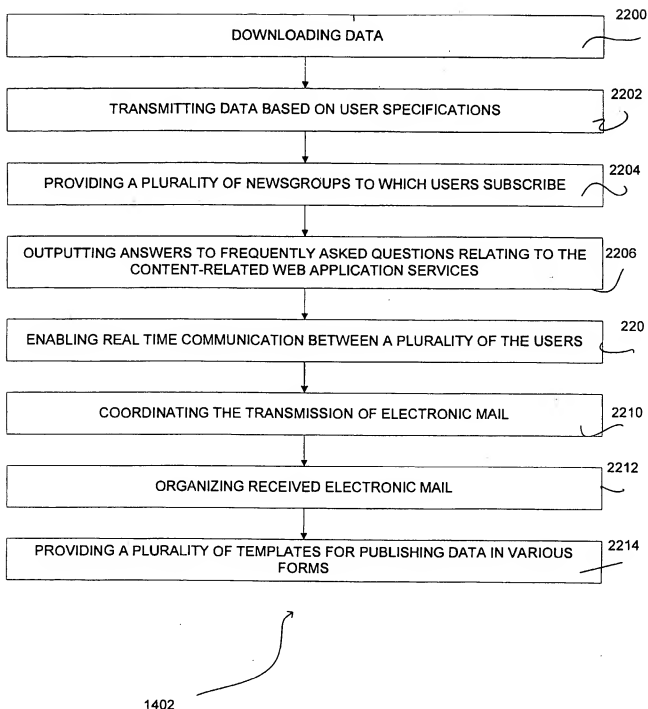 2200
DOWNLOADING DATA
2202
TRANSMITTING DATA BASED ON USER SPECIFICATIONS
2204
PROVIDING A PLURALITY OF NEWSGROUPS TO WHICH USERS SUBSCRIBE
OUTPUTTING ANSWERS TO FREQUENTLY ASKED QUESTIONS RELATING TO THE
CONTENT-RELATED WEB APPLICATION SERVICES
2206
220
ENABLING REAL TIME COMMUNICATION BETWEEN A PLURALITY OF THE USERS
COORDINATING THE TRANSMISSION OF ELECTRONIC MAIL
2210
2212
ORGANIZING RECEIVED ELECTRONIC MAIL
PROVIDING A PLURALITY OF TEMPLATES FOR PUBLISHING DATA IN VARIOUS
FORMS
2214
1402